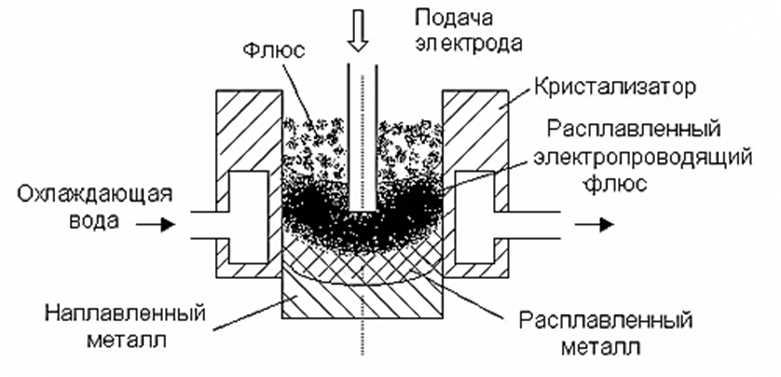 Подача
электрода
Флюс
Кристализатор
Расплавленный
электропроводящий
флюс
Охлаждающая
вода
Наплавленный
металл
Расплавленный
металл